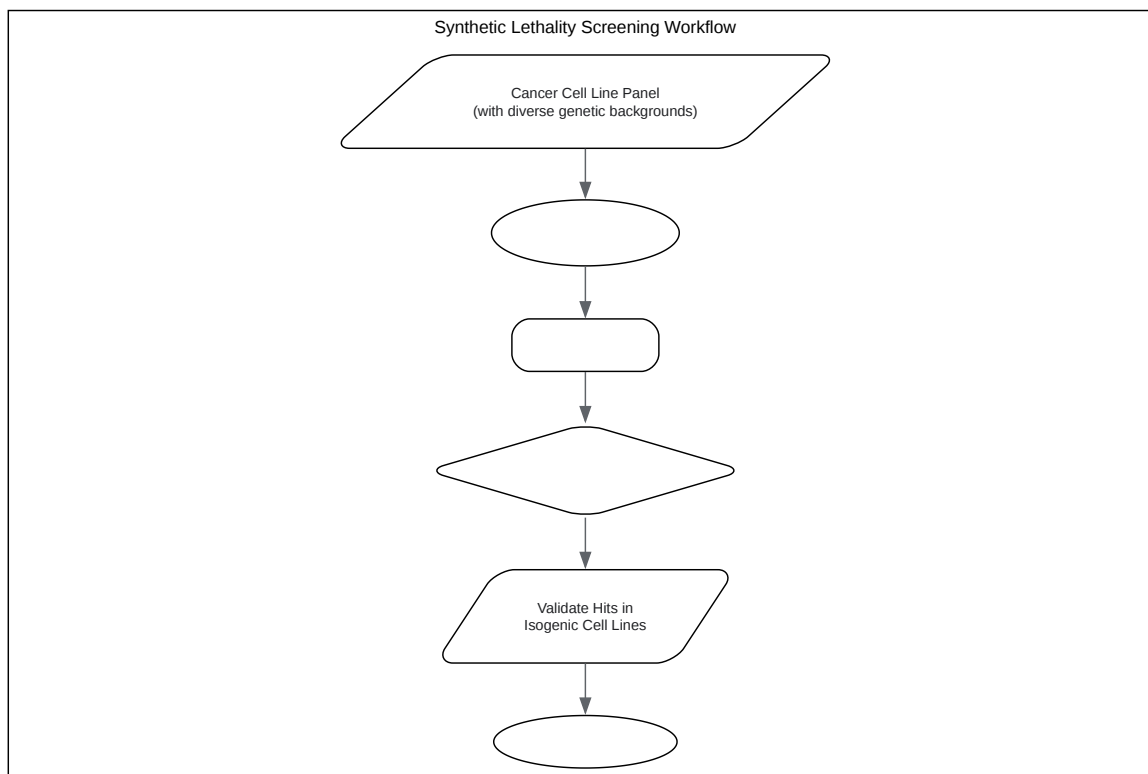 Synthetic Lethality Screening Workflow
Cancer Cell Line Panel
(with diverse genetic backgrounds)
Validate Hits in
Isogenic Cell Lines